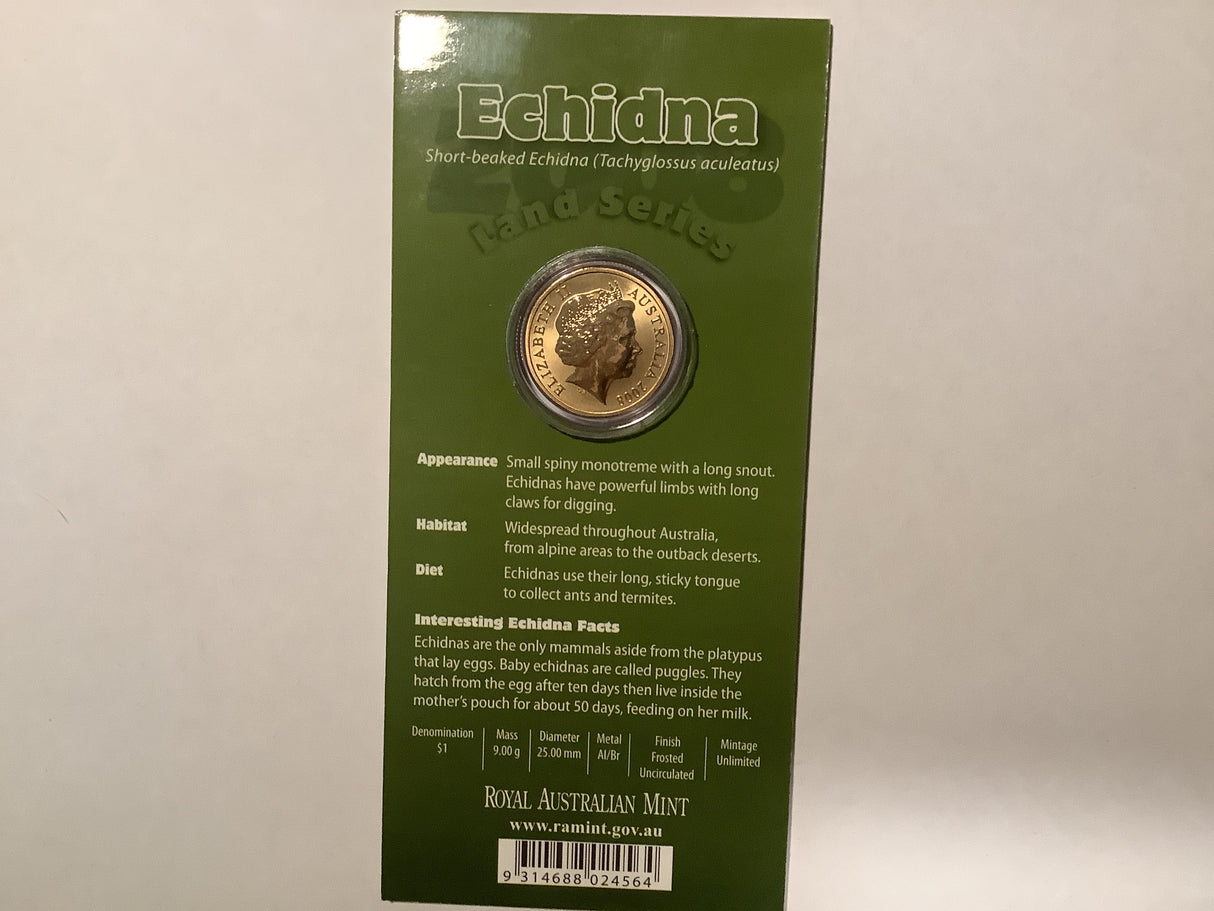 Echidna
Short-beaked Echidna (Tachyglossus aculeatus)
2008
Land Series
ELIZABETH II AUSTRALIA 2008
Appearance Small spiny monotreme with a long snout.
Echidnas have powerful limbs with long
claws for digging.
Habitat Widespread throughout Australia,
from alpine areas to the outback deserts.
Diet Echidnas use their long, sticky tongue
to collect ants and termites.
Interesting Echidna Facts
Echidnas are the only mammals aside from the platypus
that lay eggs. Baby echidnas are called puggles. They
hatch from the egg after ten days then live inside the
mother's pouch for about 50 days, feeding on her milk.
Denomination Mass Diameter Metal Finish Mintage
$1 9.00 g 25.00 mm Al/Br Frosted Unlimited
Uncirculated
ROYAL AUSTRALIAN MINT
www.ramint.gov.au
9 314688 024564